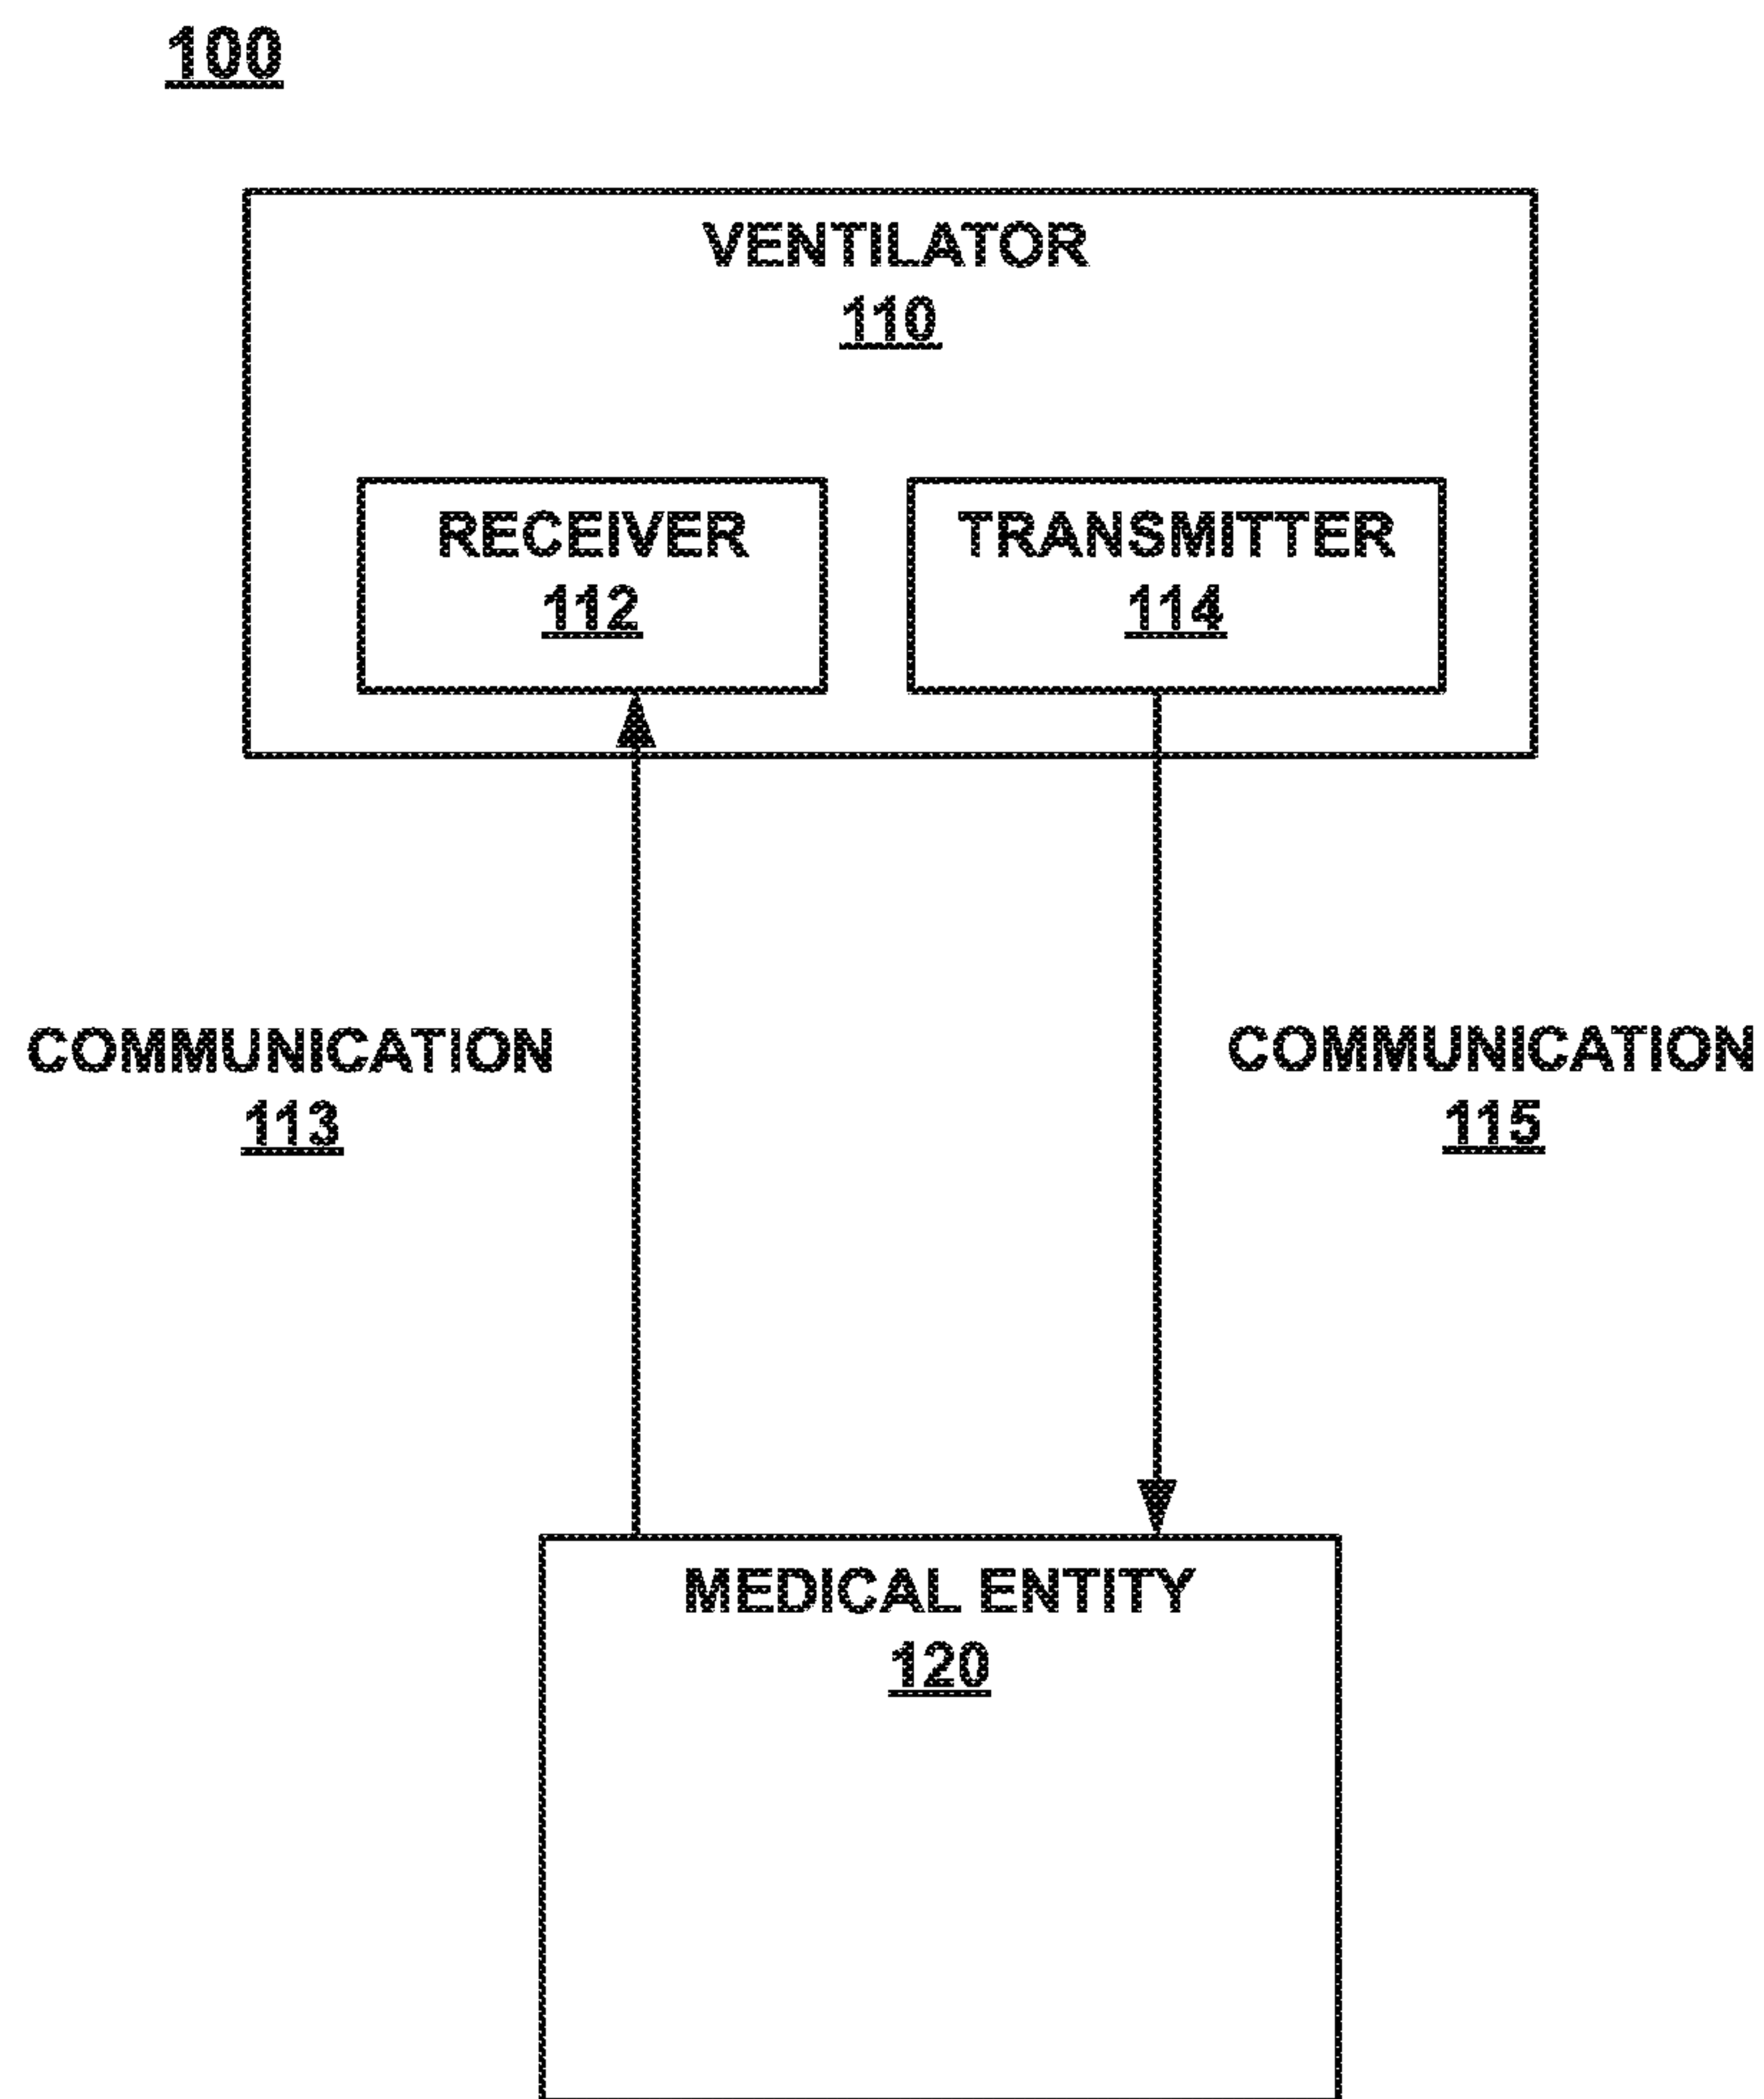 100
VENTILATOR
110
RECEIVER
112
TRANSMITTER
114
COMMUNICATION
113
COMMUNICATION
115
MEDICAL ENTITY
120